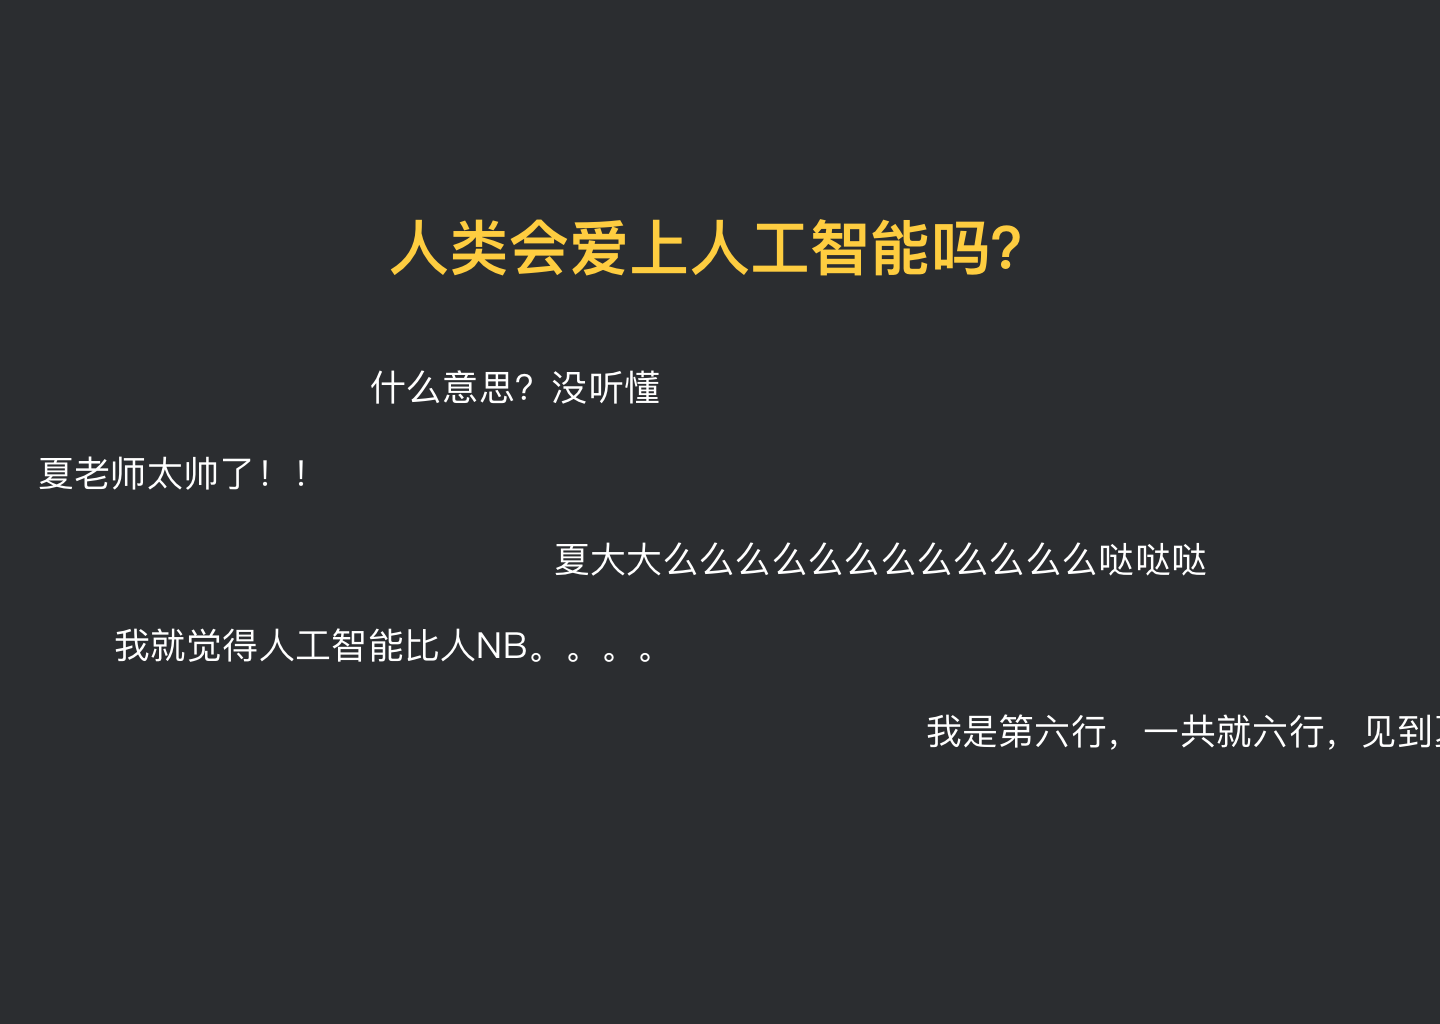 人类会爱上人工智能吗？
什么意思？没听懂
夏老师太帅了！！
夏大大么么么么么么么么么么么么哒哒哒
我就觉得人工智能比人NB。。。。
我是第六行，一共就六行，见到